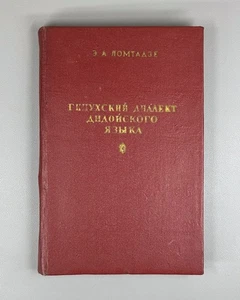 Э. А. ЛОМТАДЗЕ
ГИНУХСКИЙ ДИАЛЕКТ
ДИДОЙСКОГО
ЯЗЫКА